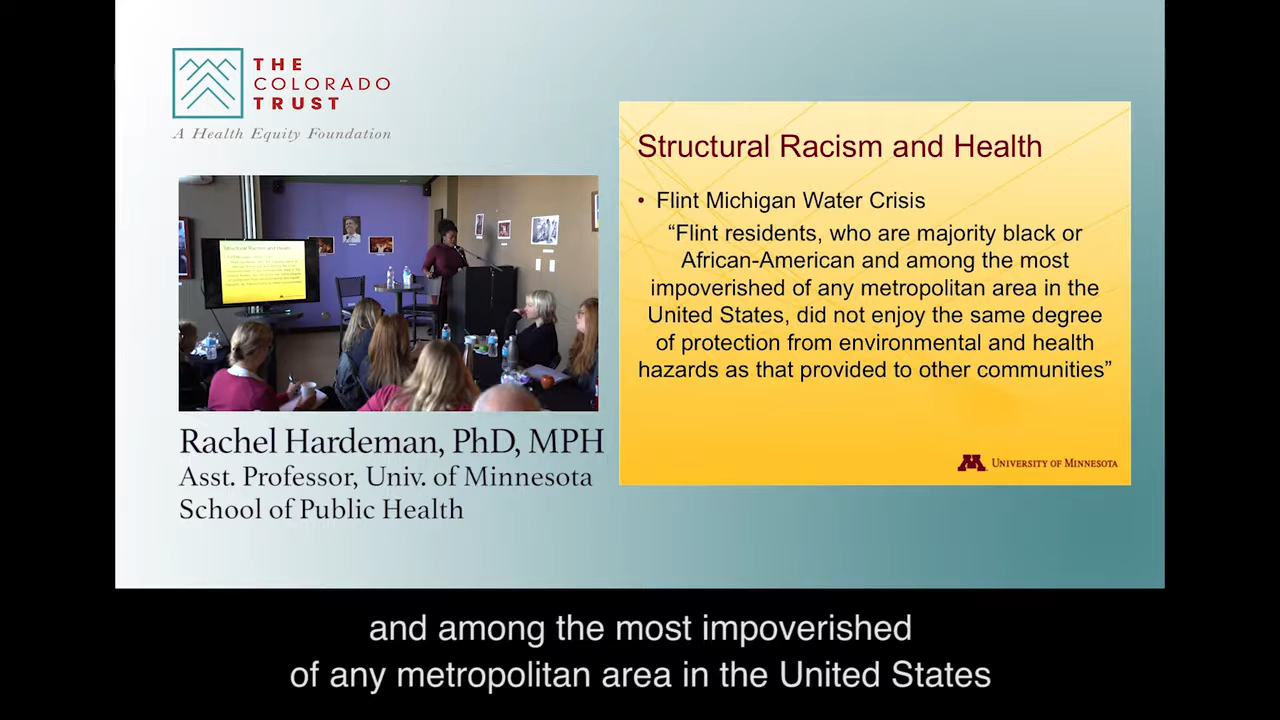 THE
COLORADO
TRUST
A Health Equity Foundation
Rachel Hardeman, PhD, MPH
Asst. Professor, Univ. of Minnesota
School of Public Health
Structural Racism and Health
• Flint Michigan Water Crisis
“Flint residents, who are majority black or
African-American and among the most
impoverished of any metropolitan area in the
United States, did not enjoy the same degree
of protection from environmental and health
hazards as that provided to other communities”
UNIVERSITY OF MINNESOTA
and among the most impoverished
of any metropolitan area in the United States